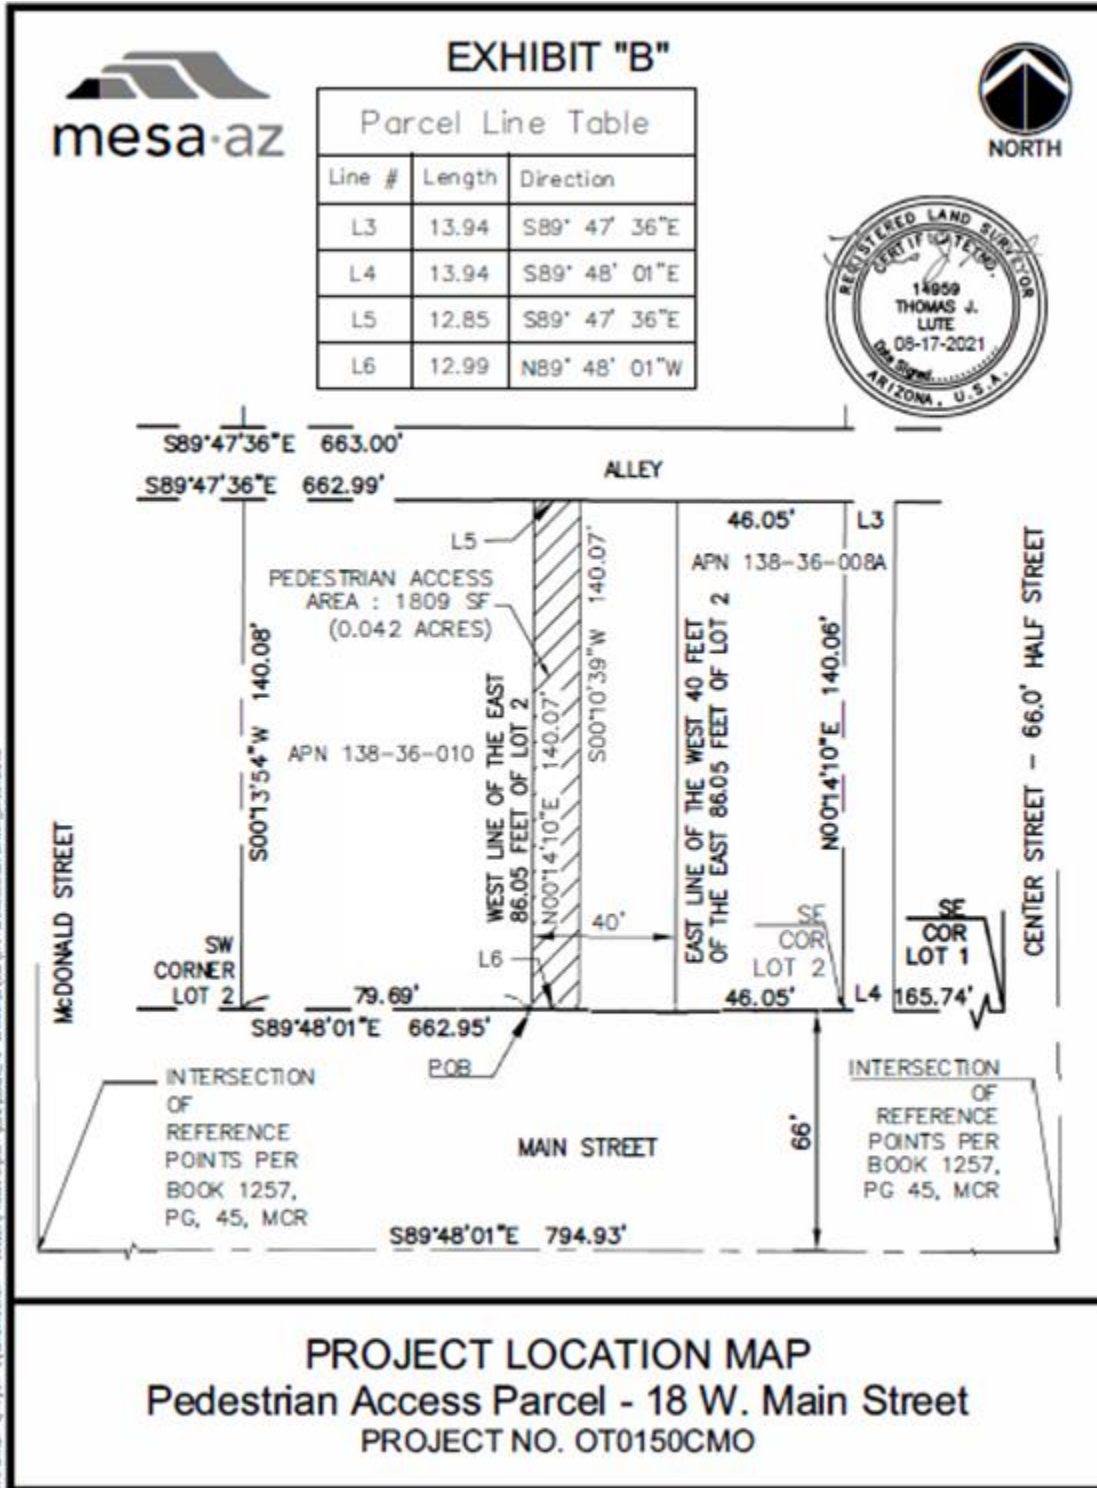 mesa·az
EXHIBIT "B"
NORTH
Parcel Line Table
Line # Length Direction
L3 13.94 S89° 47' 36"E
L4 13.94 S89° 48' 01"E
L5 12.85 S89° 47' 36"E
L6 12.99 N89° 48' 01"W
REGISTERED LAND SURVEYOR
CERTIFICATE NO.
14959
THOMAS J.
LUTE
08-17-2021
Date Signed
ARIZONA, U.S.A.
S89°47'36"E 663.00'
ALLEY
S89°47'36"E 662.99'
46.05' L3
L5
APN 138-36-008A
PEDESTRIAN ACCESS
AREA : 1809 SF
(0.042 ACRES)
S00°13'54"W 140.08'
APN 138-36-010
WEST LINE OF THE EAST
86.05 FEET OF LOT 2
N00°14'10"E 140.07'
S00°10'39"W 140.07'
EAST LINE OF THE WEST 40 FEET
OF THE EAST 86.05 FEET OF LOT 2
N00°14'10"E 140.06'
CENTER STREET - 66.0' HALF STREET
McDONALD STREET
40'
L6
SW
CORNER
LOT 2
SE
COR
LOT 2
SE
COR
LOT 1
79.69'
46.05' L4 165.74'
S89°48'01"E 662.95'
POB
INTERSECTION
OF
REFERENCE
POINTS PER
BOOK 1257,
PG, 45, MCR
MAIN STREET
66'
INTERSECTION
OF
REFERENCE
POINTS PER
BOOK 1257,
PG 45, MCR
S89°48'01"E 794.93'
PROJECT LOCATION MAP
Pedestrian Access Parcel - 18 W. Main Street
PROJECT NO. OT0150CMO